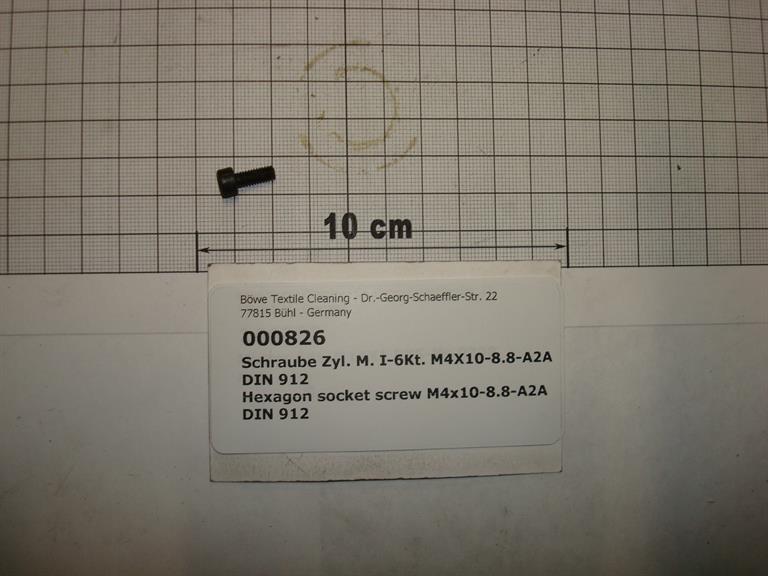 10 cm
Böwe Textile Cleaning - Dr.-Georg-Schaeffler-Str. 22
77815 Bühl - Germany
000826
Schraube Zyl. M. I-6Kt. M4X10-8.8-A2A
DIN 912
Hexagon socket screw M4x10-8.8-A2A
DIN 912